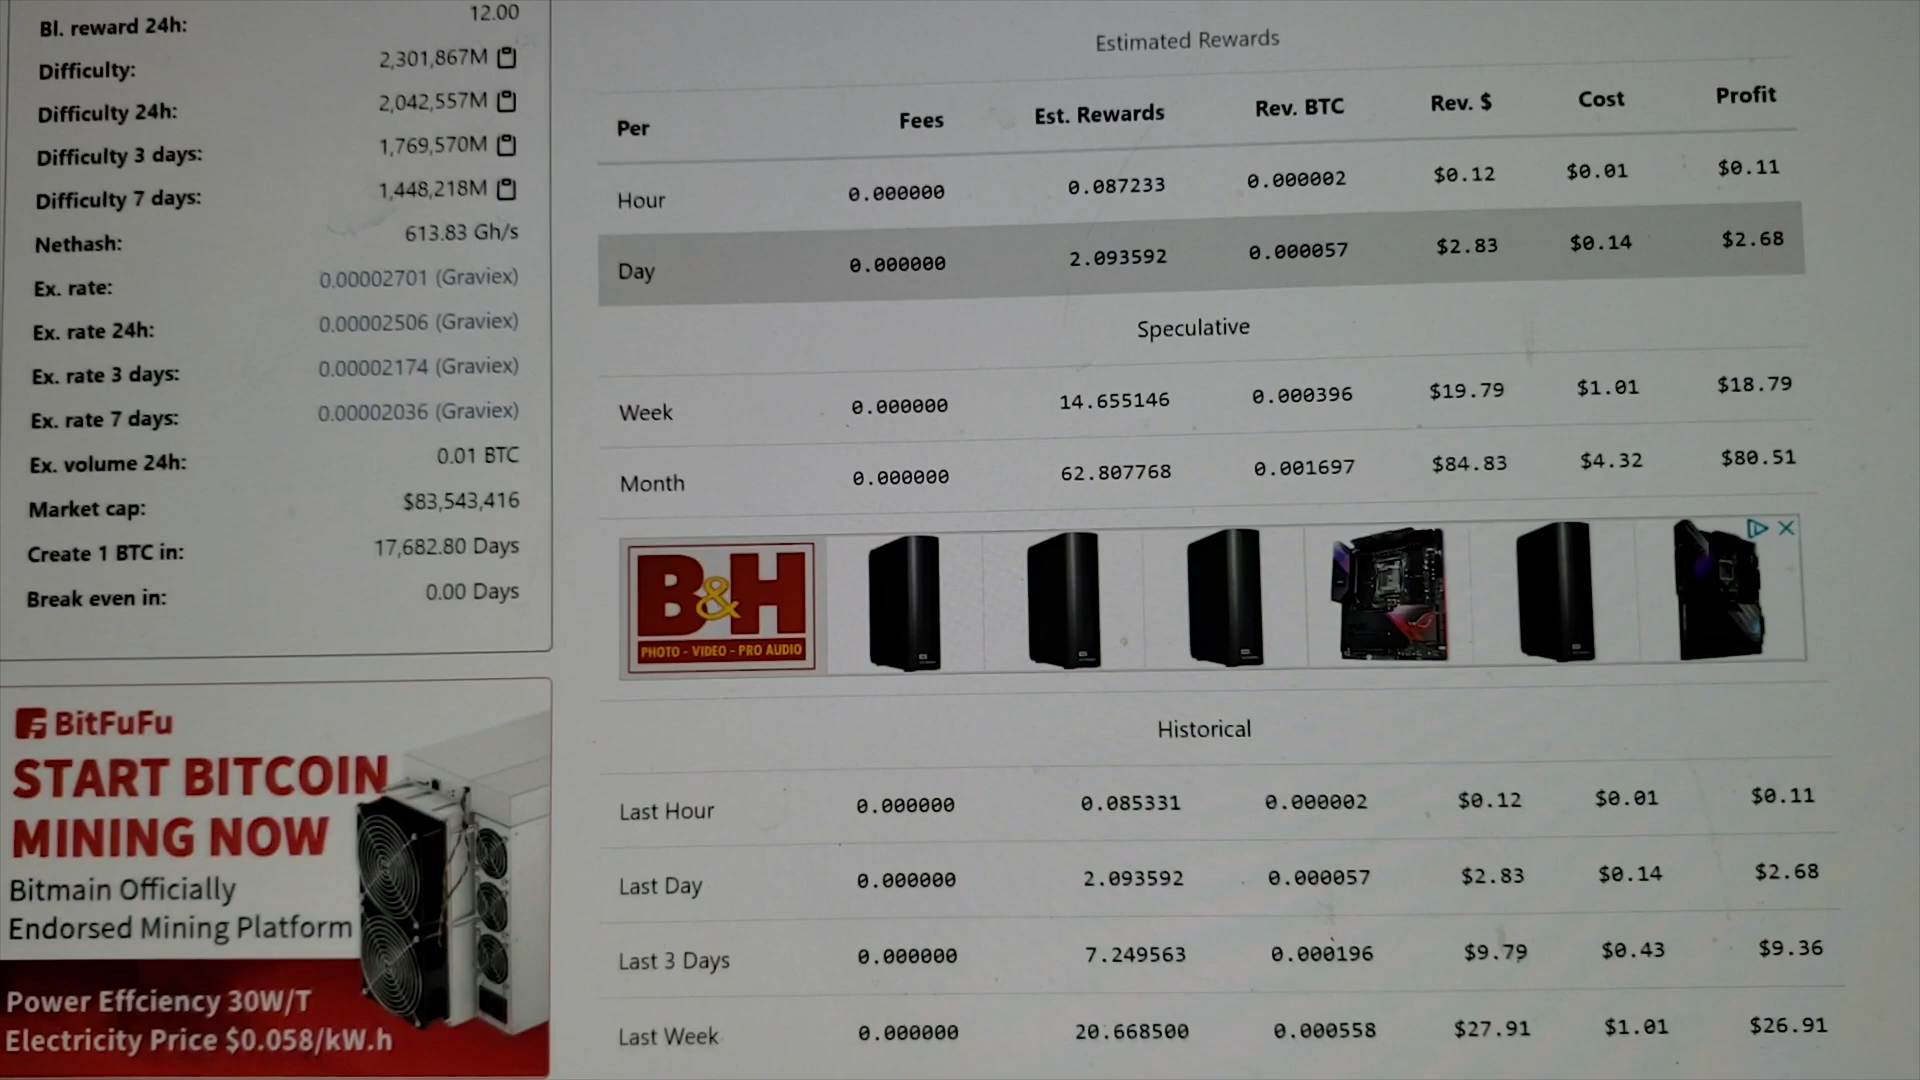 Bl. reward 24h: 12.00
Difficulty: 2,301,867M
Difficulty 24h: 2,042,557M
Difficulty 3 days: 1,769,570M
Difficulty 7 days: 1,448,218M
Nethash: 613.83 Gh/s
Ex. rate: 0.00002701 (Graviex)
Ex. rate 24h: 0.00002506 (Graviex)
Ex. rate 3 days: 0.00002174 (Graviex)
Ex. rate 7 days: 0.00002036 (Graviex)
Ex. volume 24h: 0.01 BTC
Market cap: $83,543,416
Create 1 BTC in: 17,682.80 Days
Break even in: 0.00 Days
BitFuFu
START BITCOIN
MINING NOW
Bitmain Officially
Endorsed Mining Platform
Power Effciency 30W/T
Electricity Price $0.058/kW.h
Estimated Rewards
Per Fees Est. Rewards Rev. BTC Rev. $ Cost Profit
Hour 0.000000 0.087233 0.000002 $0.12 $0.01 $0.11
Day 0.000000 2.093592 0.000057 $2.83 $0.14 $2.68
Speculative
Week 0.000000 14.655146 0.000396 $19.79 $1.01 $18.79
Month 0.000000 62.807768 0.001697 $84.83 $4.32 $80.51
B&H
PHOTO - VIDEO - PRO AUDIO
Historical
Last Hour 0.000000 0.085331 0.000002 $0.12 $0.01 $0.11
Last Day 0.000000 2.093592 0.000057 $2.83 $0.14 $2.68
Last 3 Days 0.000000 7.249563 0.000196 $9.79 $0.43 $9.36
Last Week 0.000000 20.668500 0.000558 $27.91 $1.01 $26.91